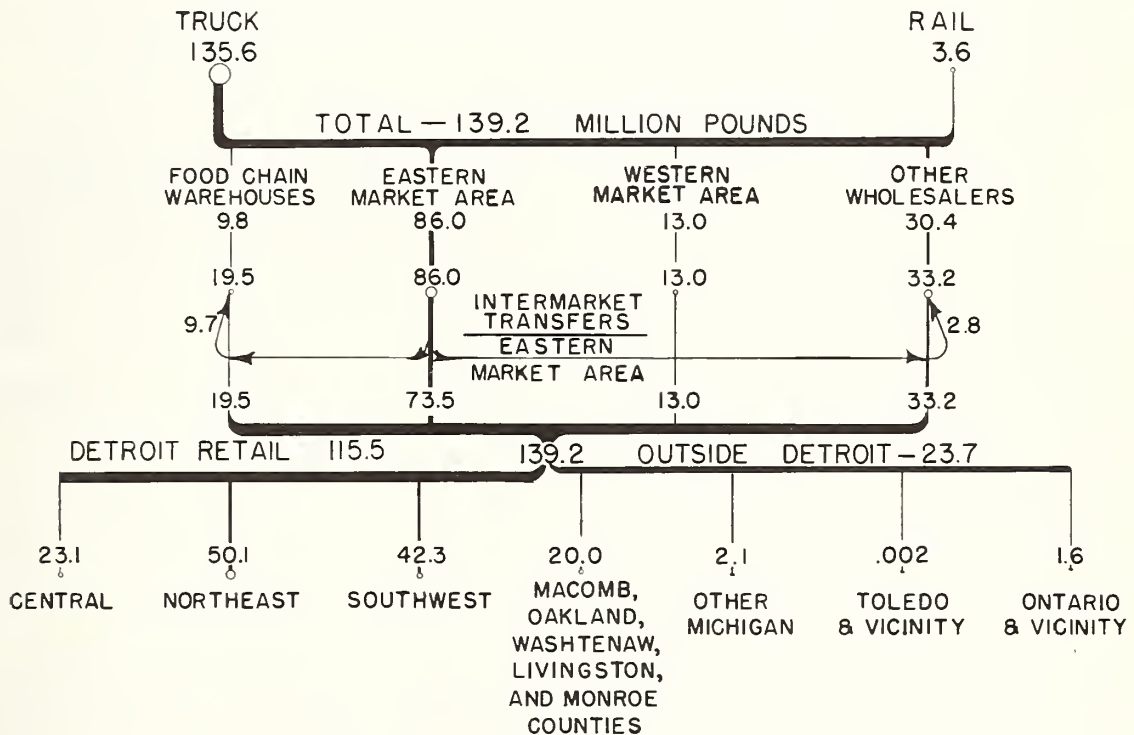 TRUCK
135.6
RAIL
3.6
TOTAL — 139.2 MILLION POUNDS
FOOD CHAIN
WAREHOUSES
9.8
EASTERN
MARKET AREA
86.0
WESTERN
MARKET AREA
13.0
OTHER
WHOLESALERS
30.4
19.5
86.0
13.0
33.2
9.7
INTERMARKET
TRANSFERS
EASTERN
MARKET AREA
2.8
19.5
73.5
13.0
33.2
DETROIT RETAIL 115.5
139.2
OUTSIDE DETROIT — 23.7
23.1
CENTRAL
50.1
NORTHEAST
42.3
SOUTHWEST
20.0
MACOMB,
OAKLAND,
WASHTENAW,
LIVINGSTON,
AND MONROE
COUNTIES
2.1
OTHER
MICHIGAN
.002
TOLEDO
& VICINITY
1.6
ONTARIO
& VICINITY